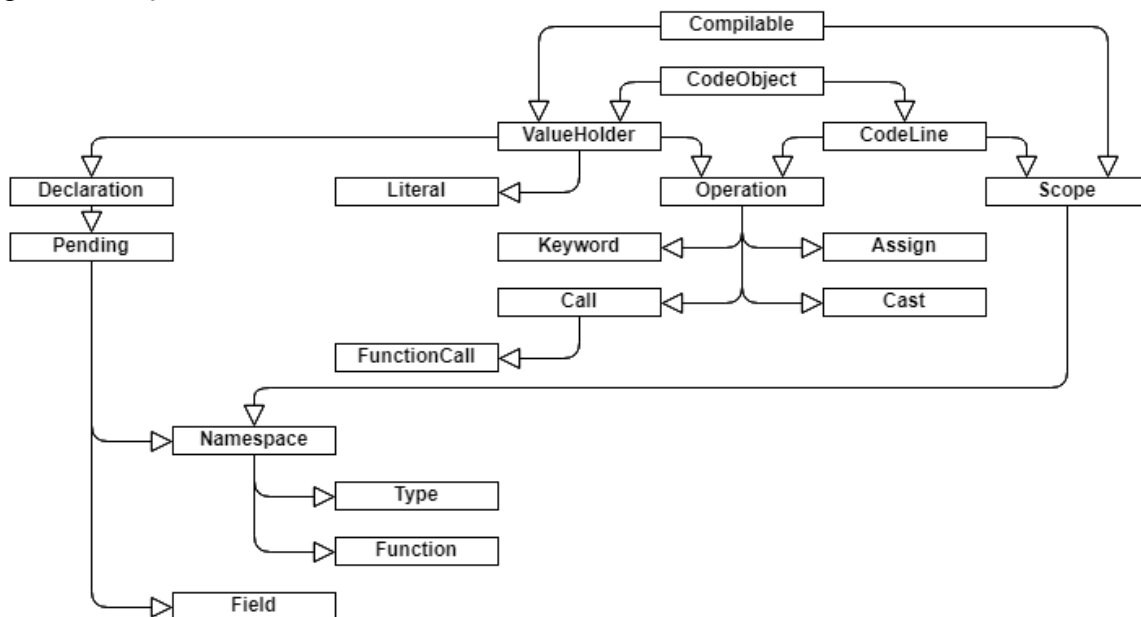 Compilable
CodeObject
ValueHolder
CodeLine
Declaration
Literal
Operation
Scope
Pending
Keyword
Assign
Call
Cast
FunctionCall
Namespace
Type
Function
Field